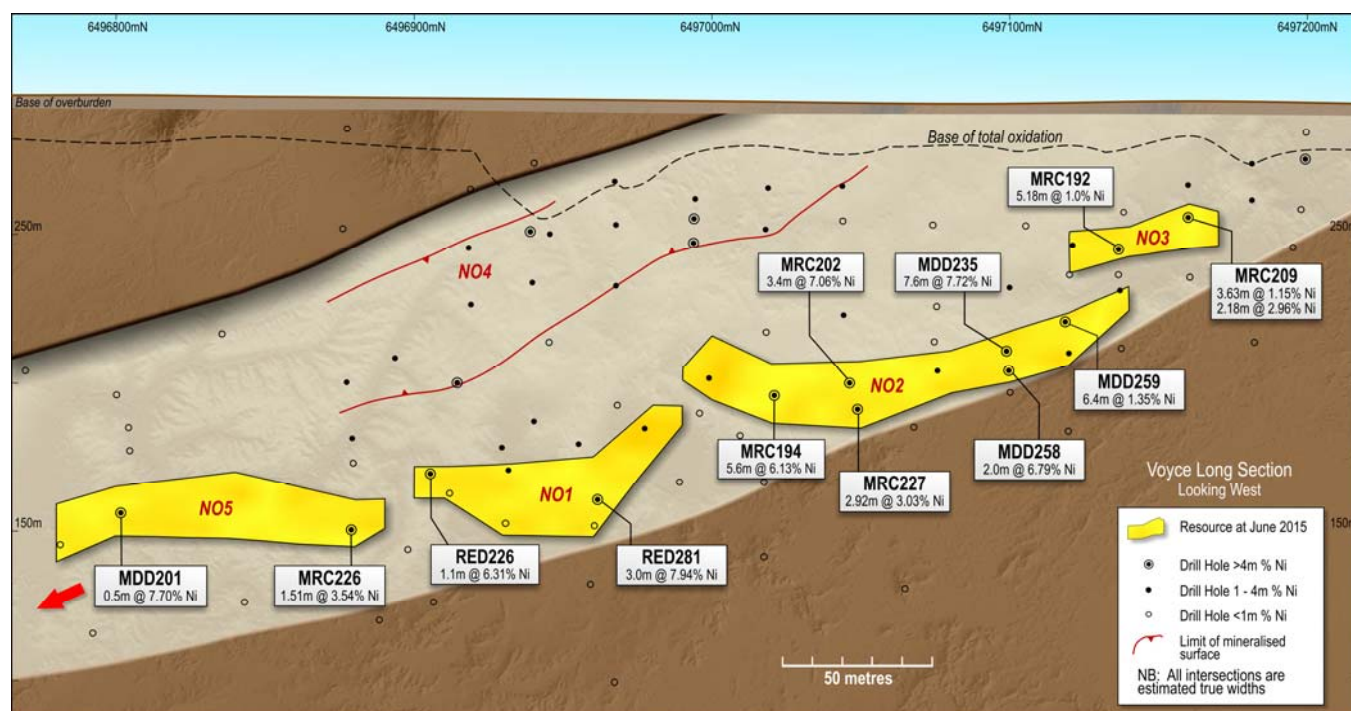 6496800mN
6496900mN
6497000mN
6497100mN
6497200mN
Base of overburden
Base of total oxidation
MRC192
5.18m @ 1.0% Ni
250m
250m
NO4
NO3
MRC202
3.4m @ 7.06% Ni
MDD235
7.6m @ 7.72% Ni
MRC209
3.63m @ 1.15% Ni
2.18m @ 2.96% Ni
NO2
MDD259
6.4m @ 1.35% Ni
MRC194
5.6m @ 6.13% Ni
MRC227
2.92m @ 3.03% Ni
MDD258
2.0m @ 6.79% Ni
NO5
NO1
150m
150m
MDD201
0.5m @ 7.70% Ni
MRC226
1.51m @ 3.54% Ni
RED226
1.1m @ 6.31% Ni
RED281
3.0m @ 7.94% Ni
50 metres
Voyce Long Section
Looking West
Resource at June 2015
Drill Hole >4m % Ni
Drill Hole 1 - 4m % Ni
Drill Hole <1m % Ni
Limit of mineralised
surface
NB: All intersections are
estimated true widths